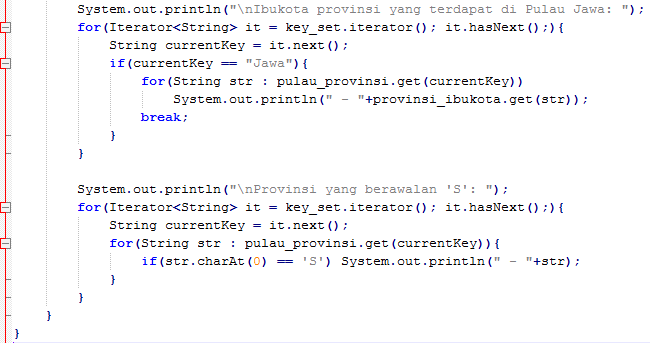 System.out.println("\nIbukota provinsi yang terdapat di Pulau Jawa: ");
for(Iterator<String> it = key_set.iterator(); it.hasNext();){
String currentKey = it.next();
if(currentKey == "Jawa"){
for(String str : pulau_provinsi.get(currentKey))
System.out.println(" - "+provinsi_ibukota.get(str));
break;
}
}
System.out.println("\nProvinsi yang berawalan 'S': ");
for(Iterator<String> it = key_set.iterator(); it.hasNext();){
String currentKey = it.next();
for(String str : pulau_provinsi.get(currentKey)){
if(str.charAt(0) == 'S') System.out.println(" - "+str);
}
}
}
}